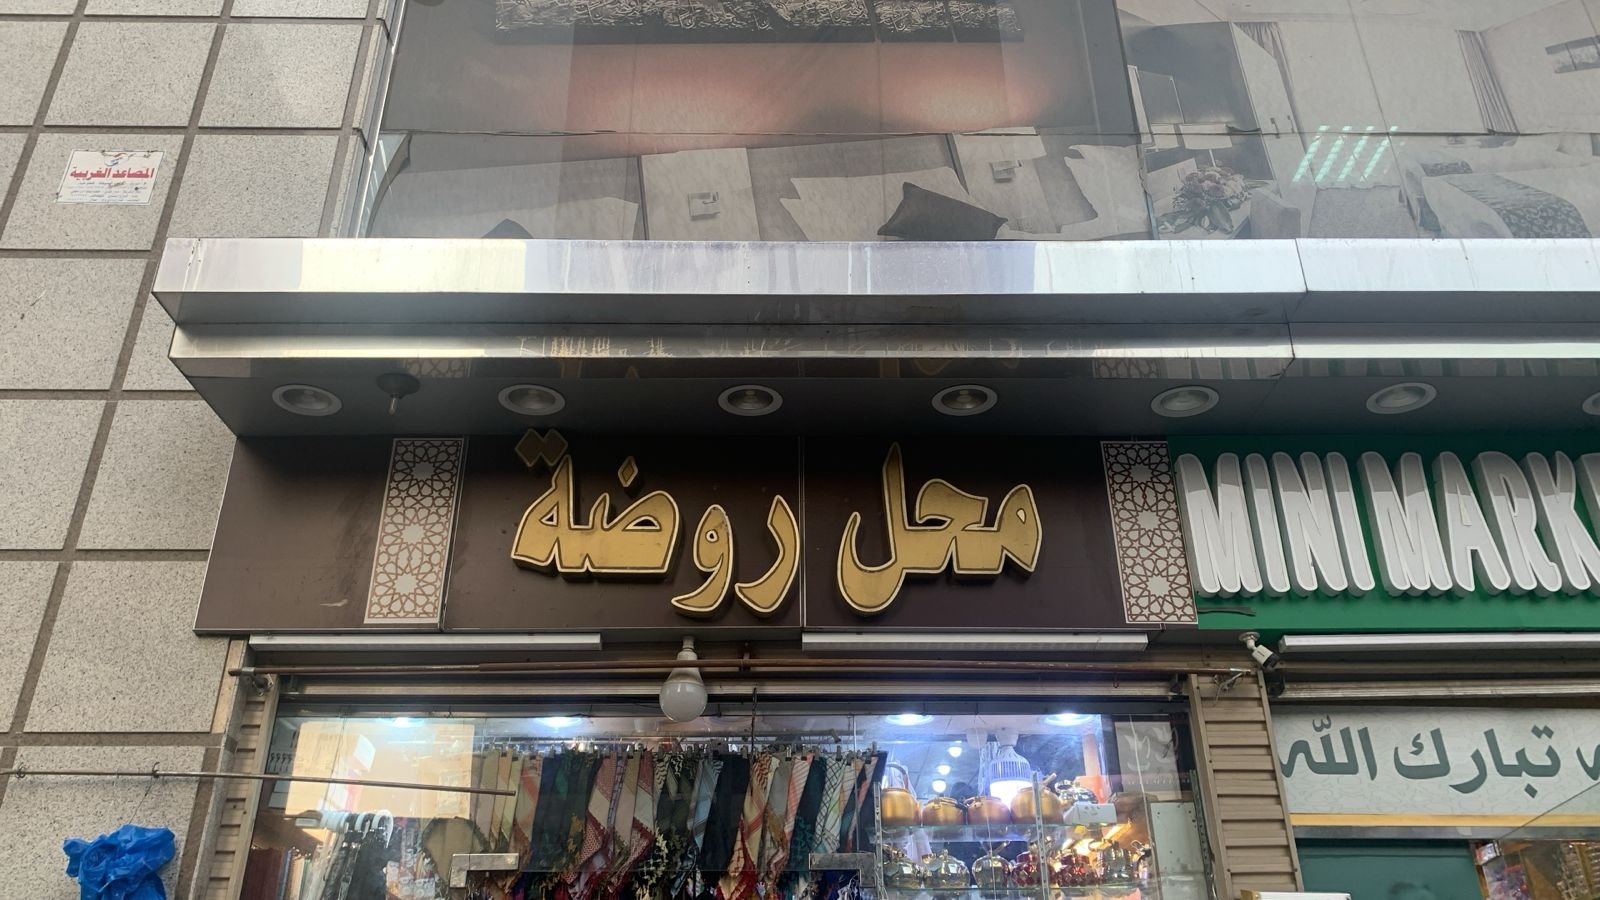 المصاعد الغربية
محل روضة
MINI MARK
تبارك الله